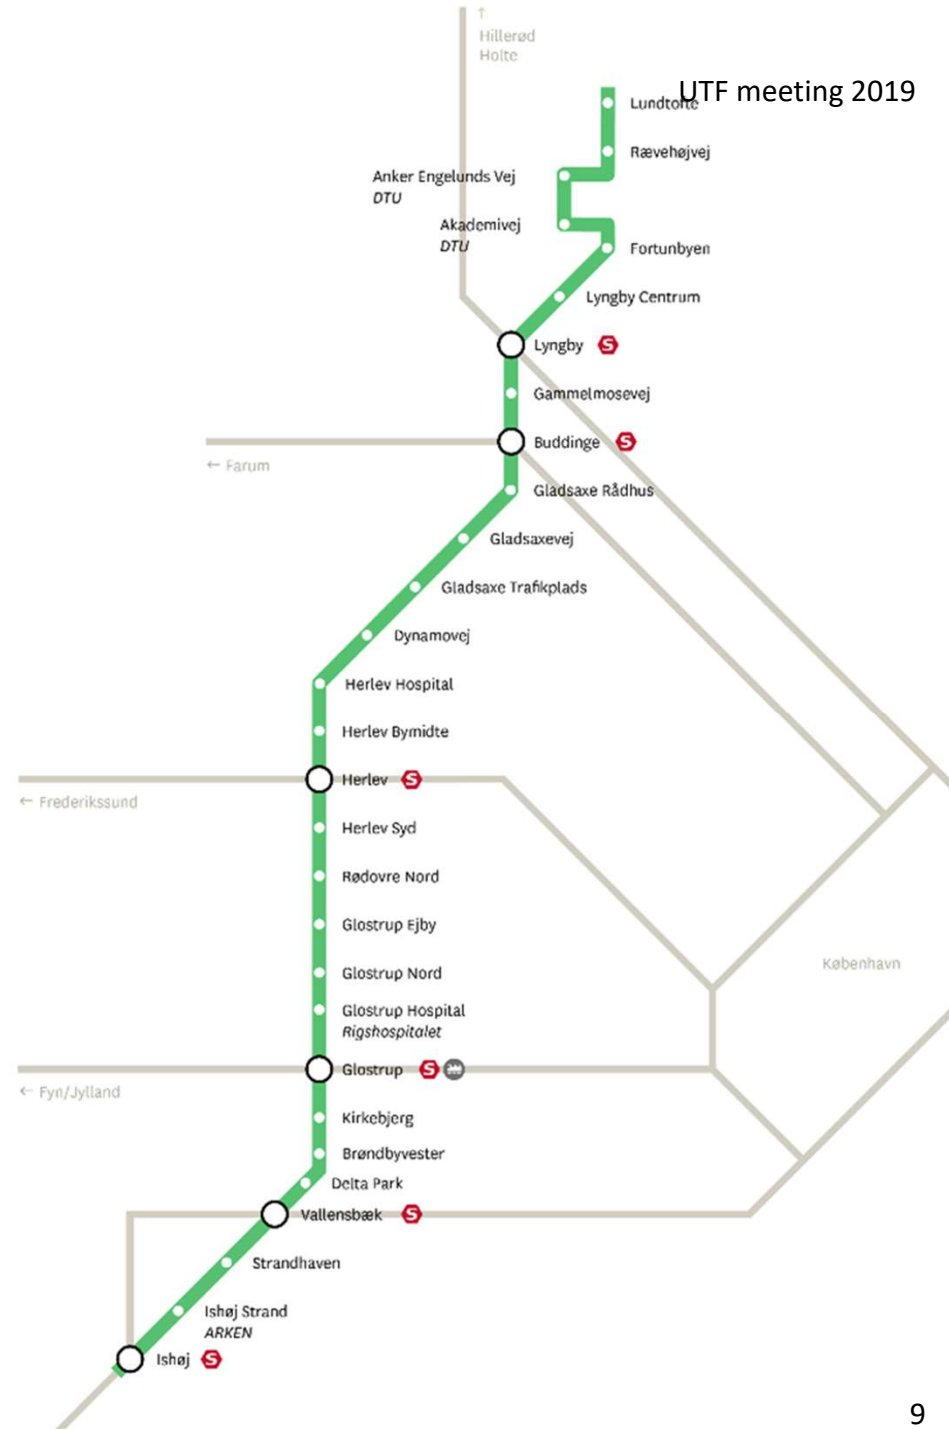 ↑
Hillerød
Holte
UTF meeting 2019
Lundtofte
Rævehøjvej
Anker Engelunds Vej
DTU
Akademivej
DTU
Fortunbyen
Lyngby Centrum
Lyngby S
Gammelmosevej
Buddinge S
← Farum
Gladsaxe Rådhus
Gladsaxevej
Gladsaxe Trafikplads
Dynamovej
Herlev Hospital
Herlev Bymidte
Herlev S
← Frederikssund
Herlev Syd
Rødovre Nord
Glostrup Ejby
København
Glostrup Nord
Glostrup Hospital
Rigshospitalet
Glostrup S
← Fyn/Jylland
Kirkebjerg
Brøndbyvester
Delta Park
Vallensbæk S
Strandhaven
Ishøj Strand
ARKEN
Ishøj S
9